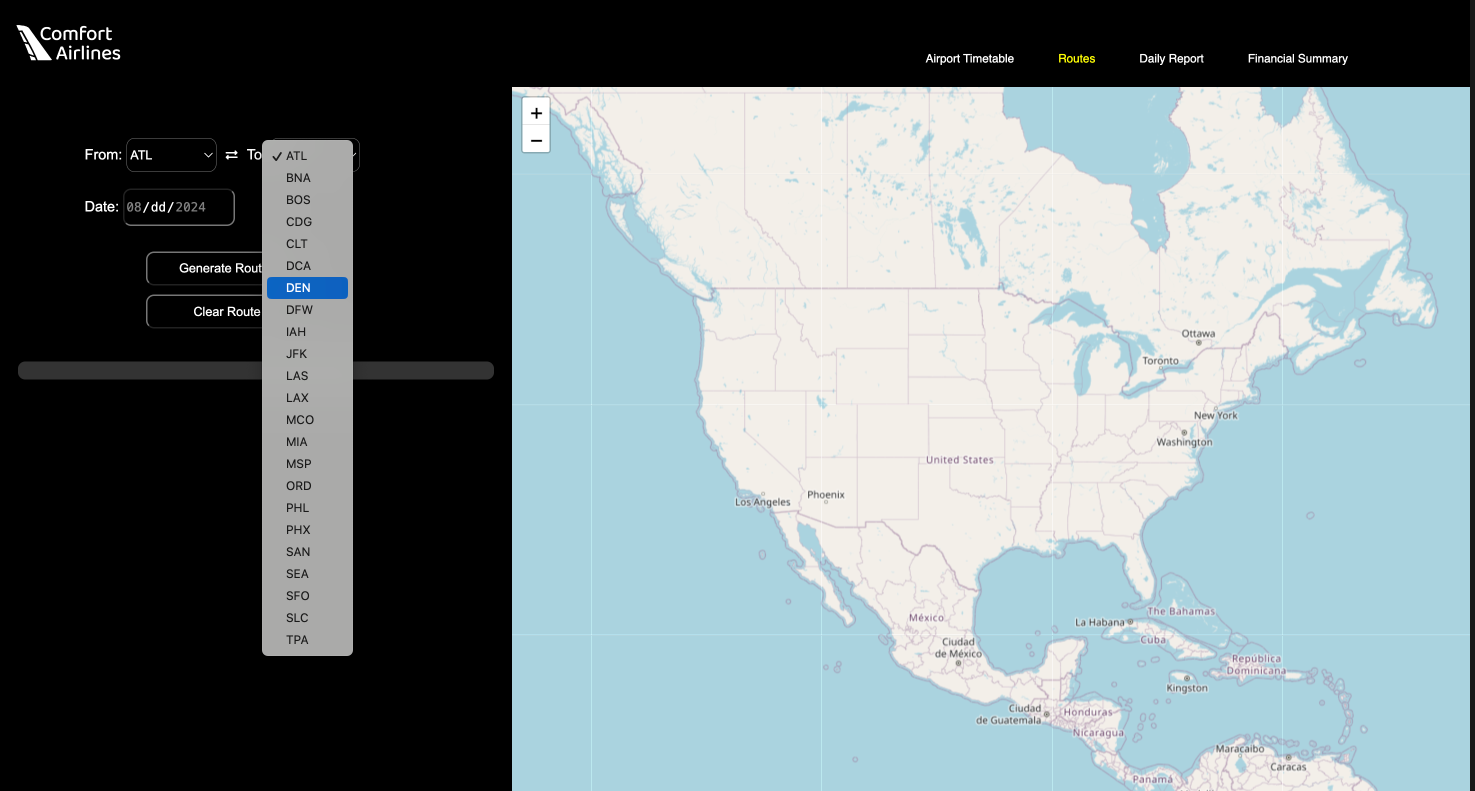 Comfort
Airlines
Airport Timetable Routes Daily Report Financial Summary
From: ATL ⇄ To
Date: 08/dd/2024
Generate Rout
Clear Route
✓ ATL
BNA
BOS
CDG
CLT
DCA
DEN
DFW
IAH
JFK
LAS
LAX
MCO
MIA
MSP
ORD
PHL
PHX
SAN
SEA
SFO
SLC
TPA
+
−
Ottawa
Toronto
New York
Washington
United States
Phoenix
Los Angeles
The Bahamas
México
La Habana
Cuba
Ciudad
de México
República
Dominicana
Kingston
Ciudad
de Guatemala
Honduras
Nicaragua
Maracaibo
Caracas
Panamá